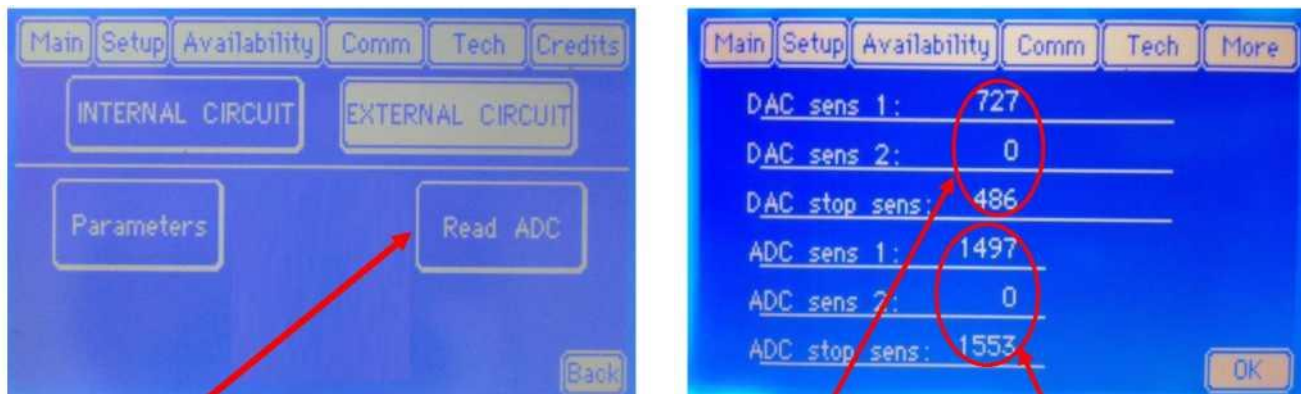 Main Setup Availability Comm Tech Credits
INTERNAL CIRCUIT EXTERNAL CIRCUIT
Parameters Read ADC
Back
Main Setup Availability Comm Tech More
DAC sens 1: 727
DAC sens 2: 0
DAC stop sens: 486
ADC sens 1: 1497
ADC sens 2: 0
ADC stop sens: 1553
OK